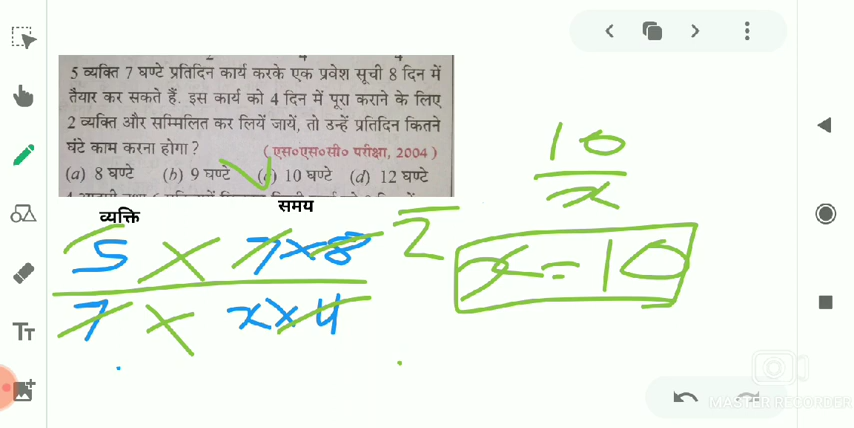 5 व्यक्ति 7 घण्टे प्रतिदिन कार्य करके एक प्रवेश सूची 8 दिन में
तैयार कर सकते हैं. इस कार्य को 4 दिन में पूरा कराने के लिए
2 व्यक्ति और सम्मिलित कर लियें जायें, तो उन्हें प्रतिदिन कितने
घंटे काम करना होगा? (एस०एस०सी० परीक्षा, 2004)
(a) 8 घण्टे (b) 9 घण्टे (c) 10 घण्टे (d) 12 घण्टे
व्यक्ति समय
5 × 7×8 2
7 × x×4
10
x
x = 10
Tт
MASTER RECORDER